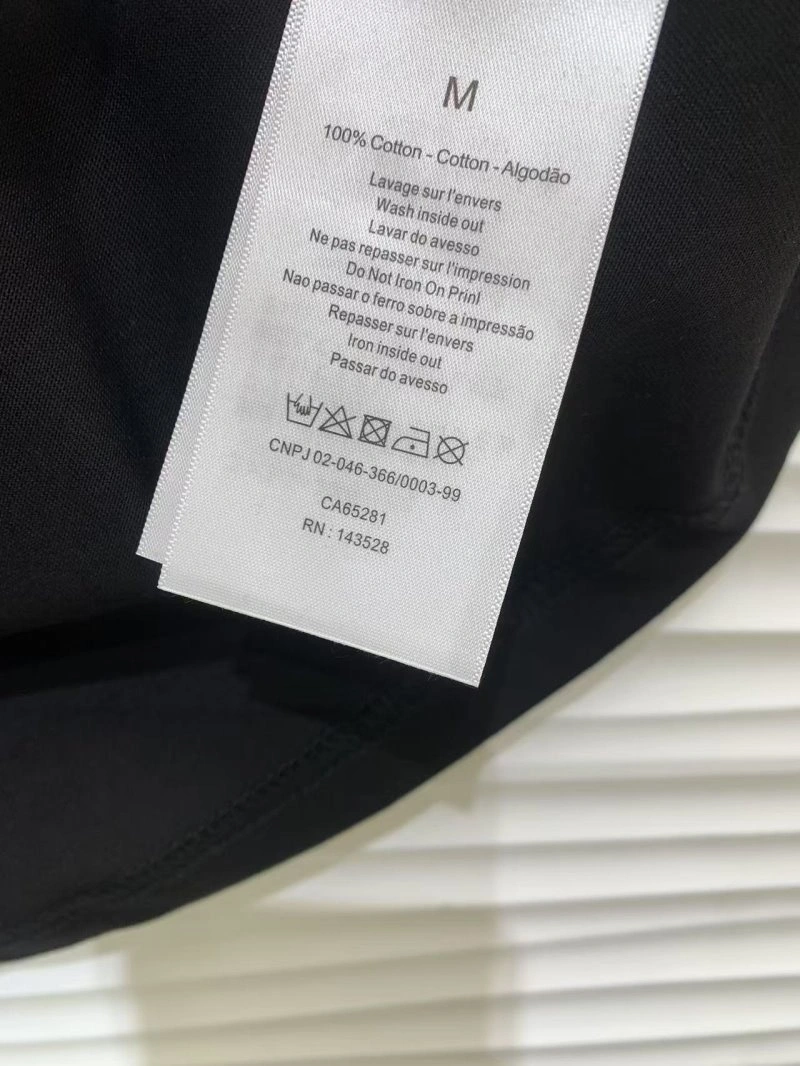 M
100% Cotton - Cotton - Algodão
Lavage sur l'envers
Wash inside out
Lavar do avesso
Ne pas repasser sur l'impression
Do Not Iron On Prinl
Nao passar o ferro sobre a impressão
Repasser sur l'envers
Iron inside out
Passar do avesso
CNPJ 02-046-366/0003-99
CA65281
RN : 143528